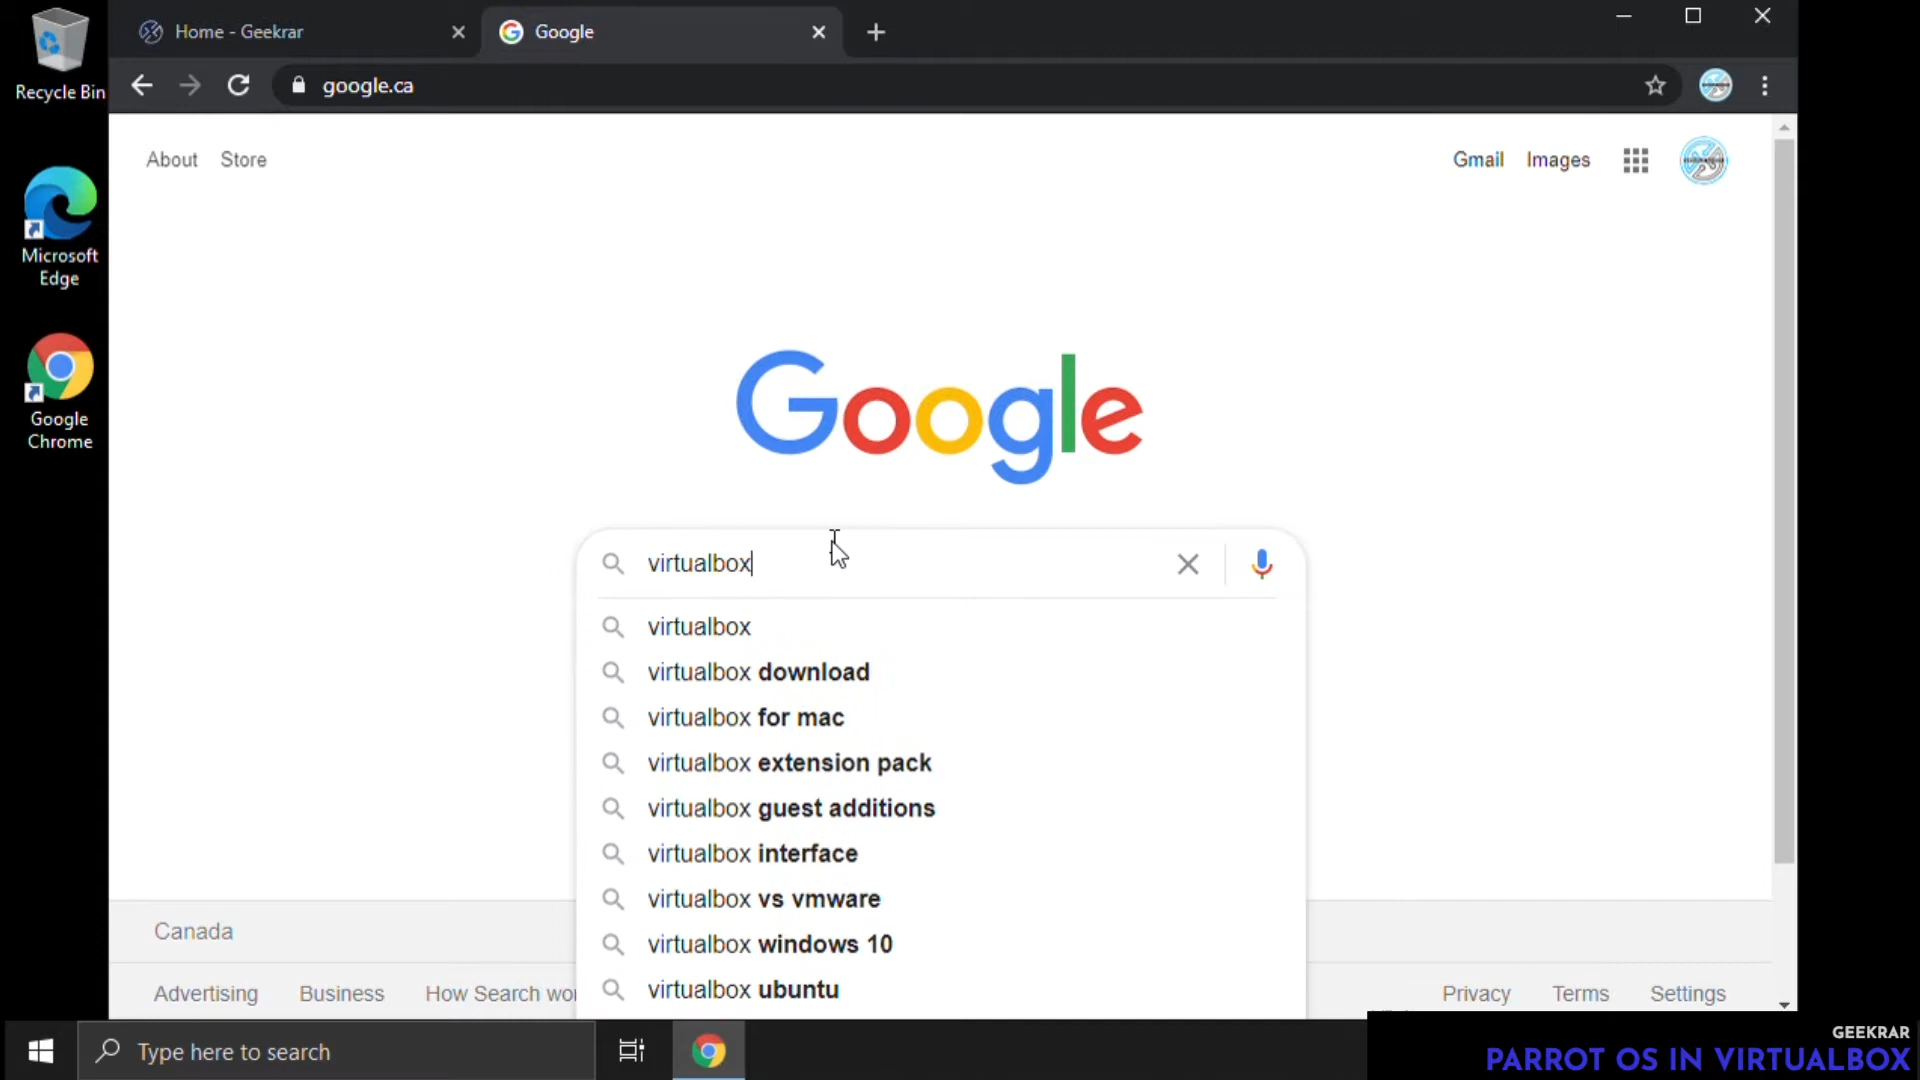 Recycle Bin
Microsoft
Edge
Google
Chrome
Home - Geekrar
Google
google.ca
About Store
Gmail Images
Google
virtualbox
virtualbox
virtualbox download
virtualbox for mac
virtualbox extension pack
virtualbox guest additions
virtualbox interface
virtualbox vs vmware
virtualbox windows 10
virtualbox ubuntu
Canada
Advertising Business How Search wor
Privacy Terms Settings
Type here to search
GEEKRAR
PARROT OS IN VIRTUALBOX